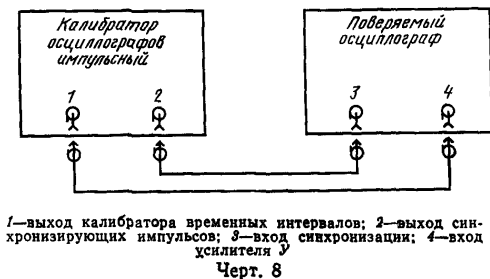 Калибратор
осциллографов
импульсный
Поверяемый
осциллограф
1 2 3 4
1—выход калибратора временных интервалов; 2—выход син-
хронизирующих импульсов; 3—вход синхронизации; 4—вход
усилителя У
Черт. 8